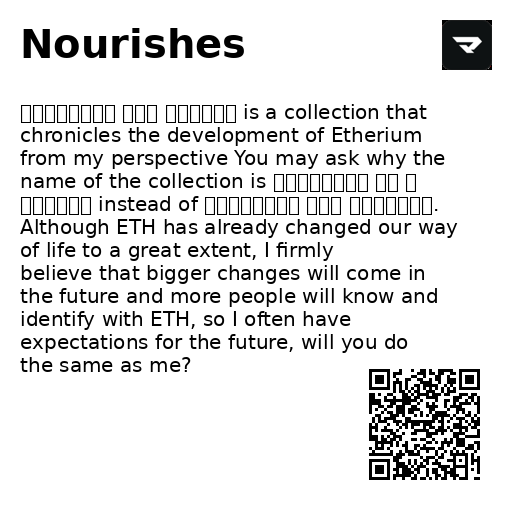 Nourishes
is a collection that
chronicles the development of Etherium
from my perspective You may ask why the
name of the collection is
instead of .
Although ETH has already changed our way
of life to a great extent, I firmly
believe that bigger changes will come in
the future and more people will know and
identify with ETH, so I often have
expectations for the future, will you do
the same as me?